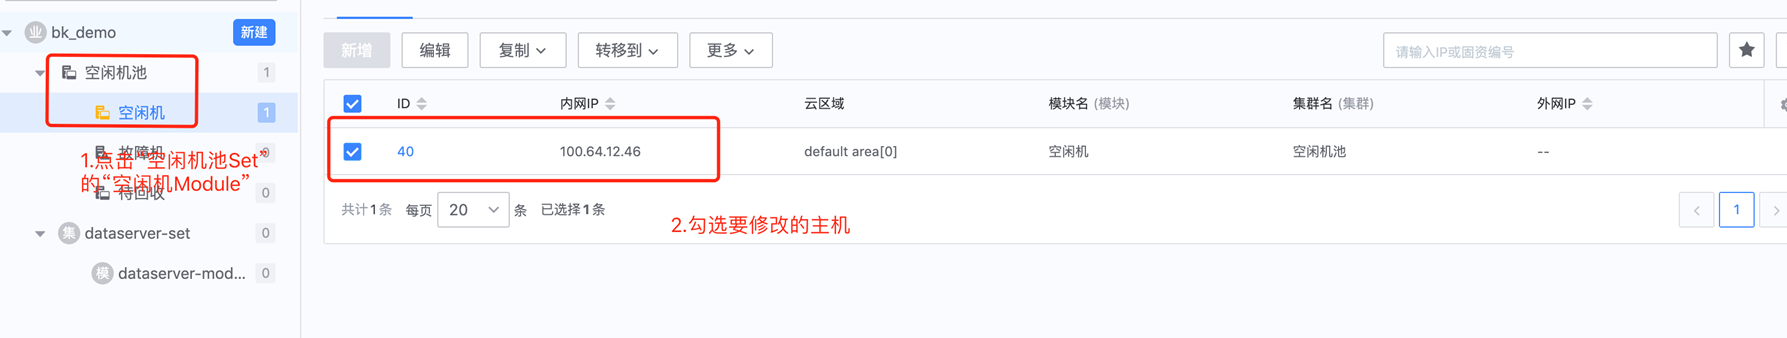 业 bk_demo 新建
空闲机池 1
空闲机 1
故障机 0
1.点击“空闲机池Set”
的“空闲机Module”
待回收 0
集 dataserver-set 0
模 dataserver-mod... 0
新增 编辑 复制 转移到 更多 请输入IP或固资编号
ID 内网IP 云区域 模块名 (模块) 集群名 (集群) 外网IP
40 100.64.12.46 default area[0] 空闲机 空闲机池 --
共计1条 每页 20 条 已选择1条 1
2.勾选要修改的主机